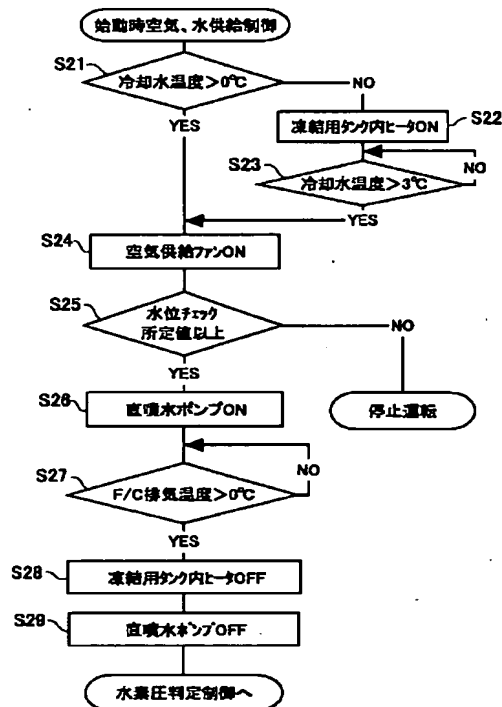 始動時空気、水供給制御
S21
冷却水温度>0℃
NO
YES
S22
凍結用タンク内ヒータON
S23
冷却水温度>3℃
NO
YES
S24
空気供給ファンON
S25
水位チェック
所定値以上
NO
YES
停止運転
S26
直噴水ポンプON
S27
NO
F/C排気温度>0℃
YES
S28
凍結用タンク内ヒータOFF
S29
直噴水ポンプOFF
水素圧判定制御へ